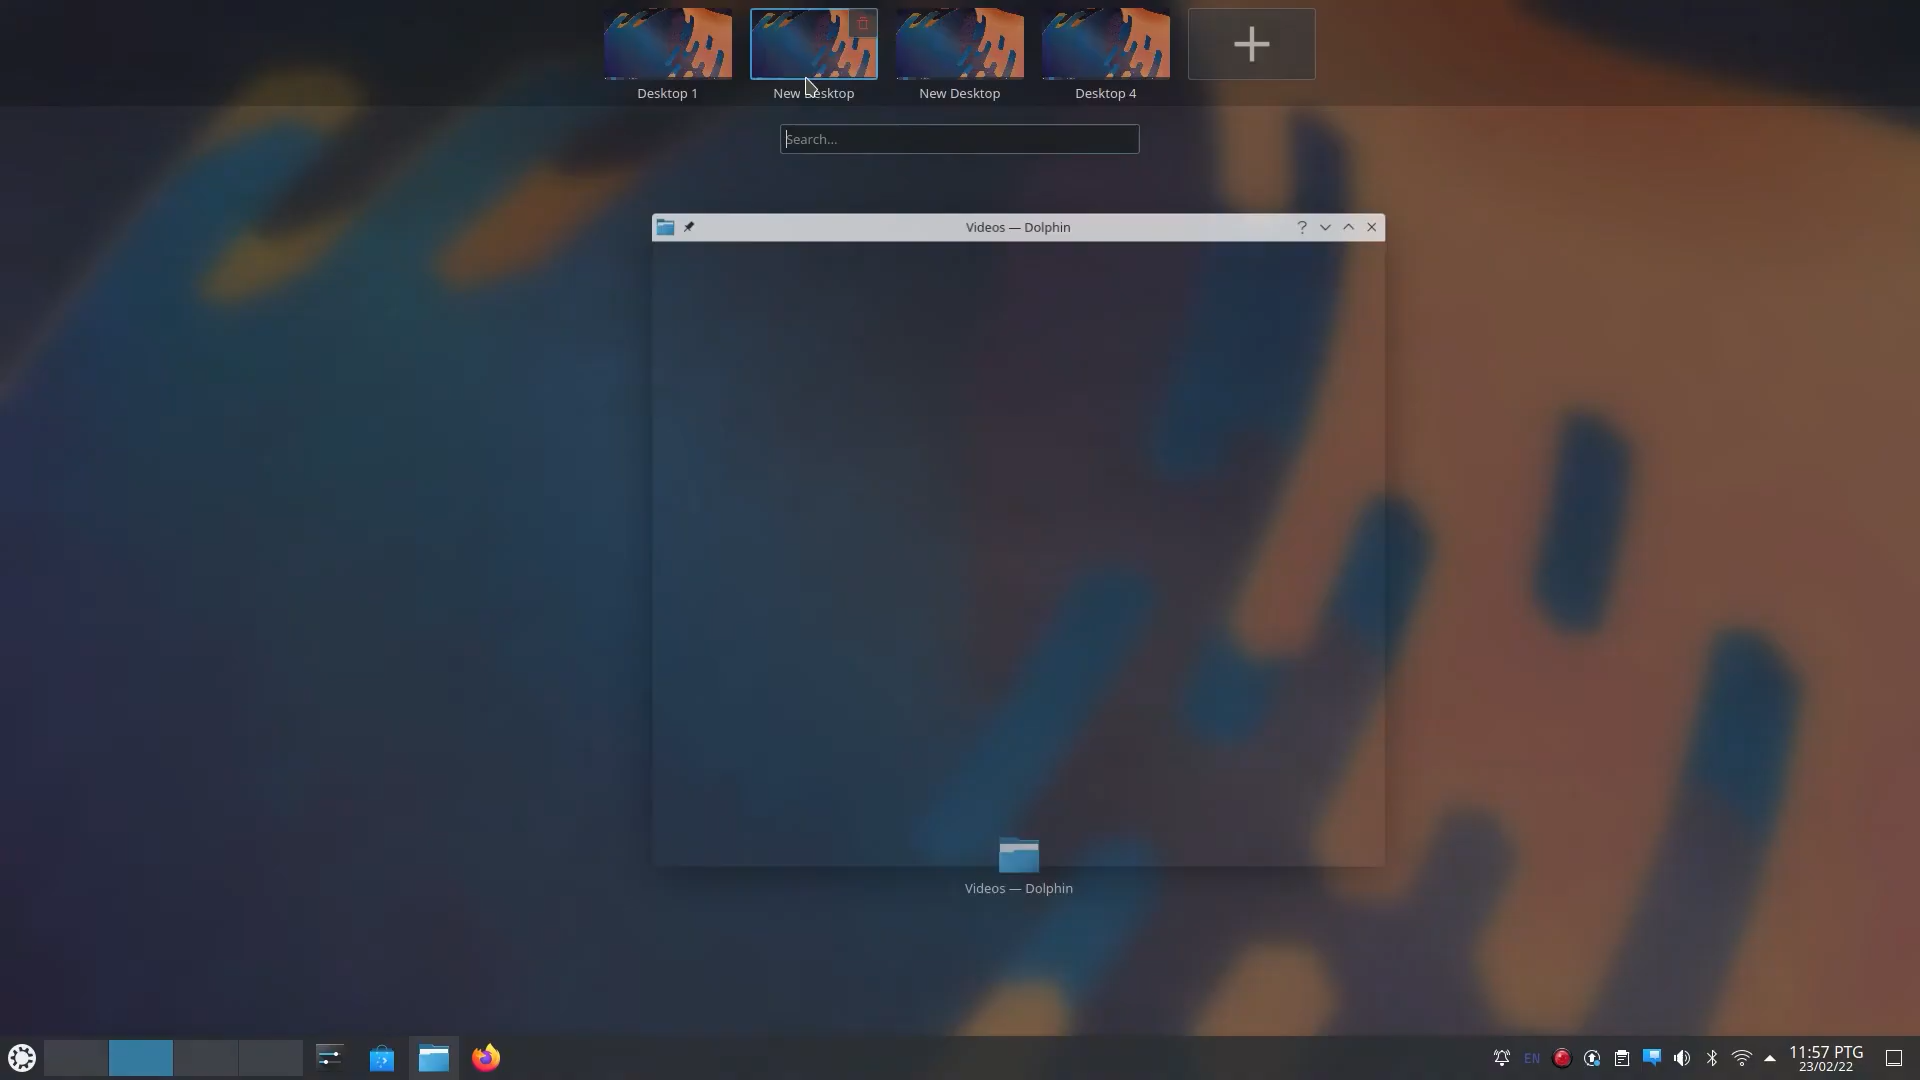 Desktop 1
New Desktop
New Desktop
Desktop 4
Search...
Videos — Dolphin
Videos — Dolphin
EN
11:57 PTG
23/02/22